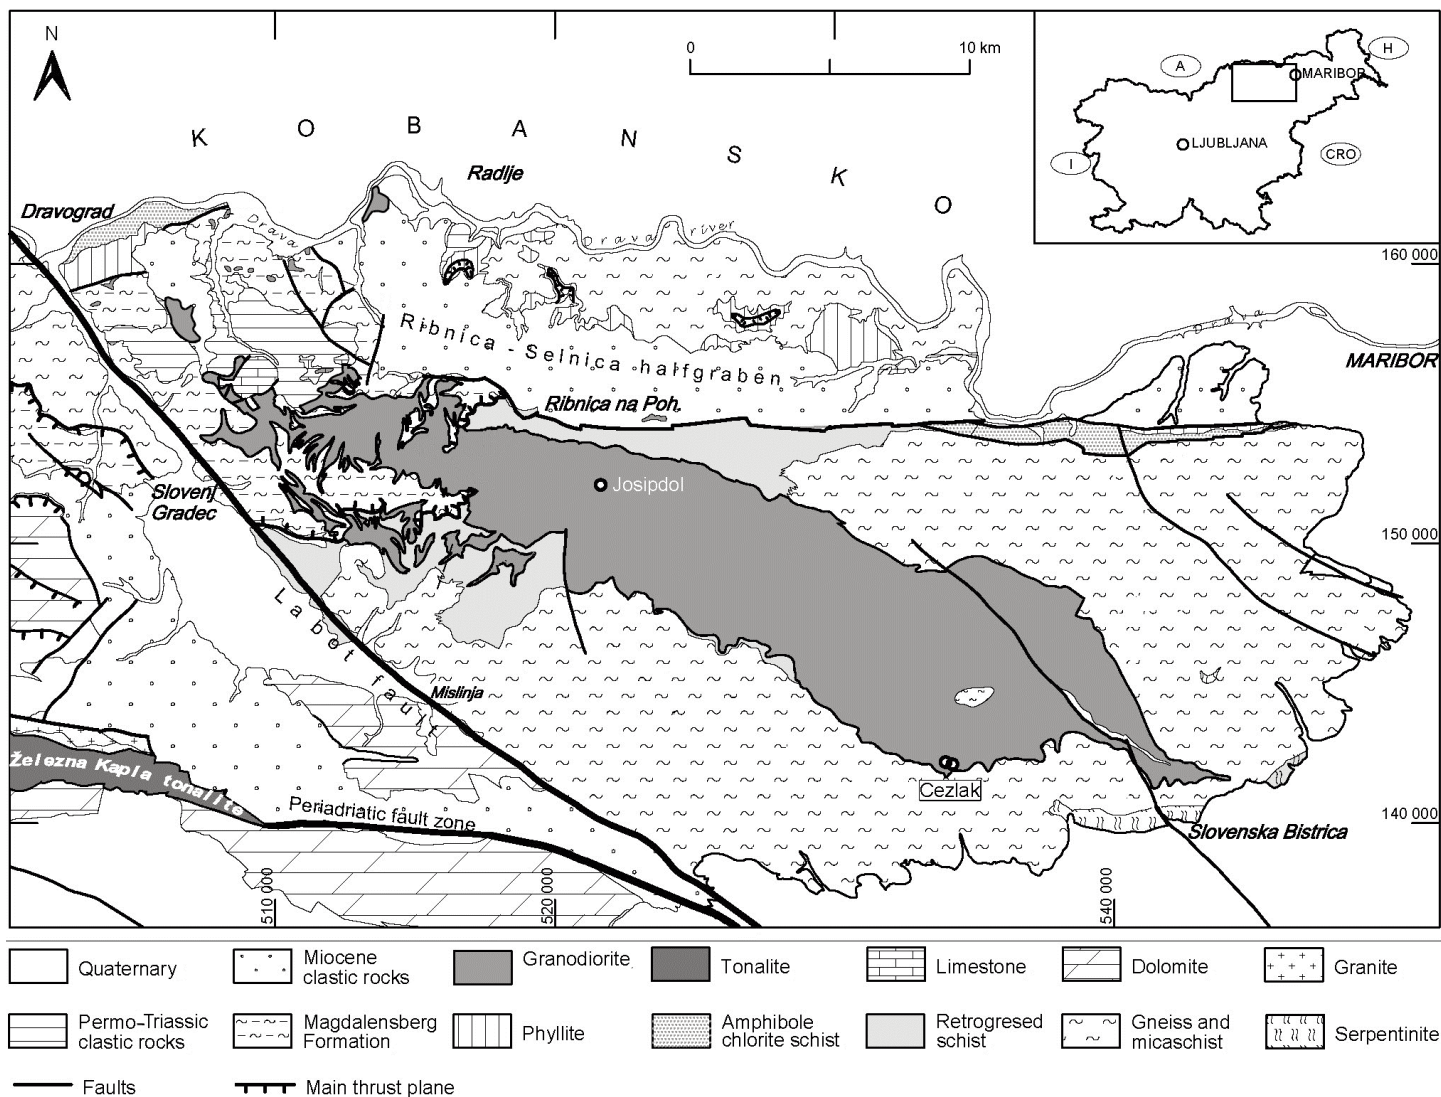 N
0 10 km
A
H
MARIBOR
LJUBLJANA
I
CRO
K O B A N S K O
Radlje
Dravograd
Drava
Drava river
160 000
Drava
Ribnica - Selnica halfgraben
MARIBOR
Ribnica na Poh.
Josipdol
Slovenj
Gradec
150 000
Labot fault
Mislinja
Železna Kapla tonalite
Cezlak
Periadriatic fault zone
140 000
Slovenska Bistrica
510 000
520 000
540 000
Quaternary
Miocene
clastic rocks
Granodiorite
Tonalite
Limestone
Dolomite
Granite
Permo-Triassic
clastic rocks
Magdalensberg
Formation
Phyllite
Amphibole
chlorite schist
Retrogresed
schist
Gneiss and
micaschist
Serpentinite
Faults
Main thrust plane